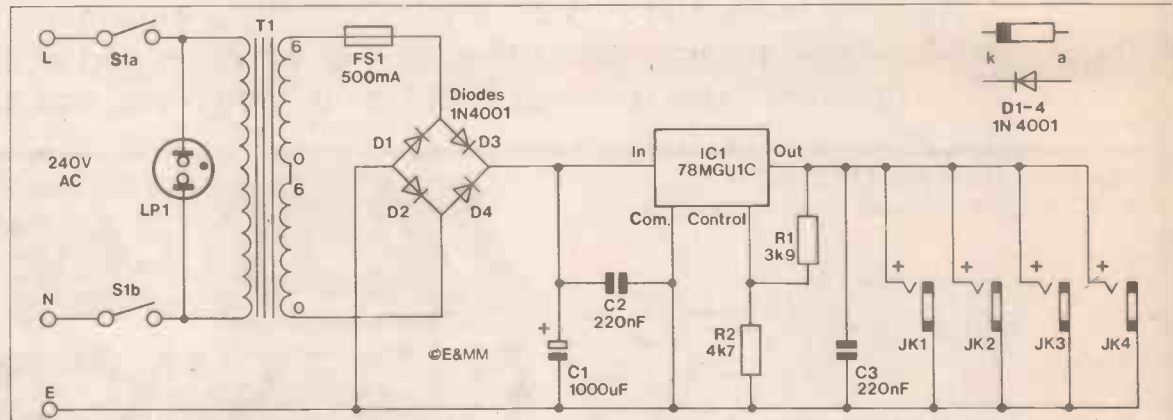 L
S1a
T1
6
0
6
0
FS1
500mA
Diodes
1N4001
D1
D3
D2
D4
k
a
D1-4
1N 4001
240V
AC
LP1
In
IC1
78MGU1C
Out
Com.
Control
R1
3k9
N
S1b
C2
220nF
+
C1
1000uF
©E&MM
R2
4k7
C3
220nF
+
JK1
+
JK2
+
JK3
+
JK4
E